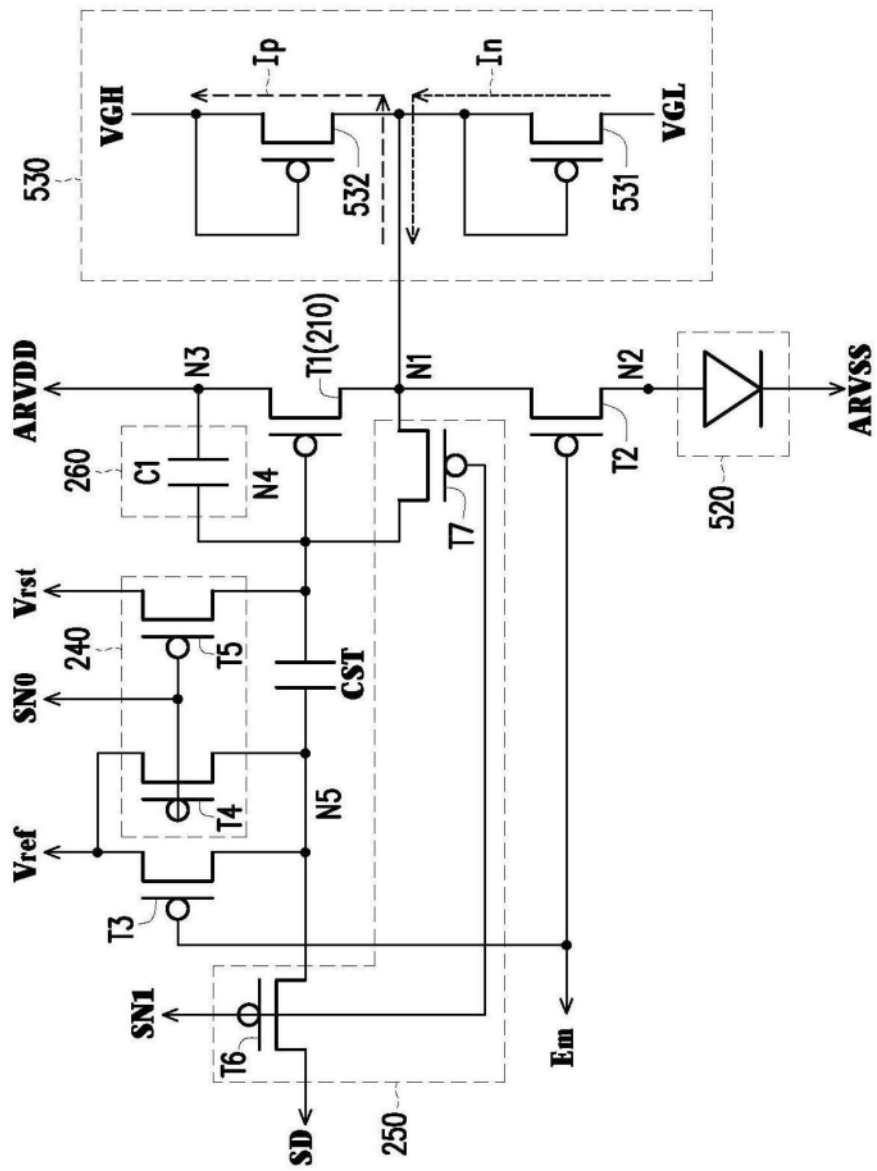 530
VGH
Ip
532
In
531
VGL
ARVDD
N3
260
C1
N4
T1(210)
N1
T7
T2
N2
520
ARVSS
Vrst
SN0
240
T5
T4
CST
Vref
T3
N5
SN1
T6
SD
250
Em